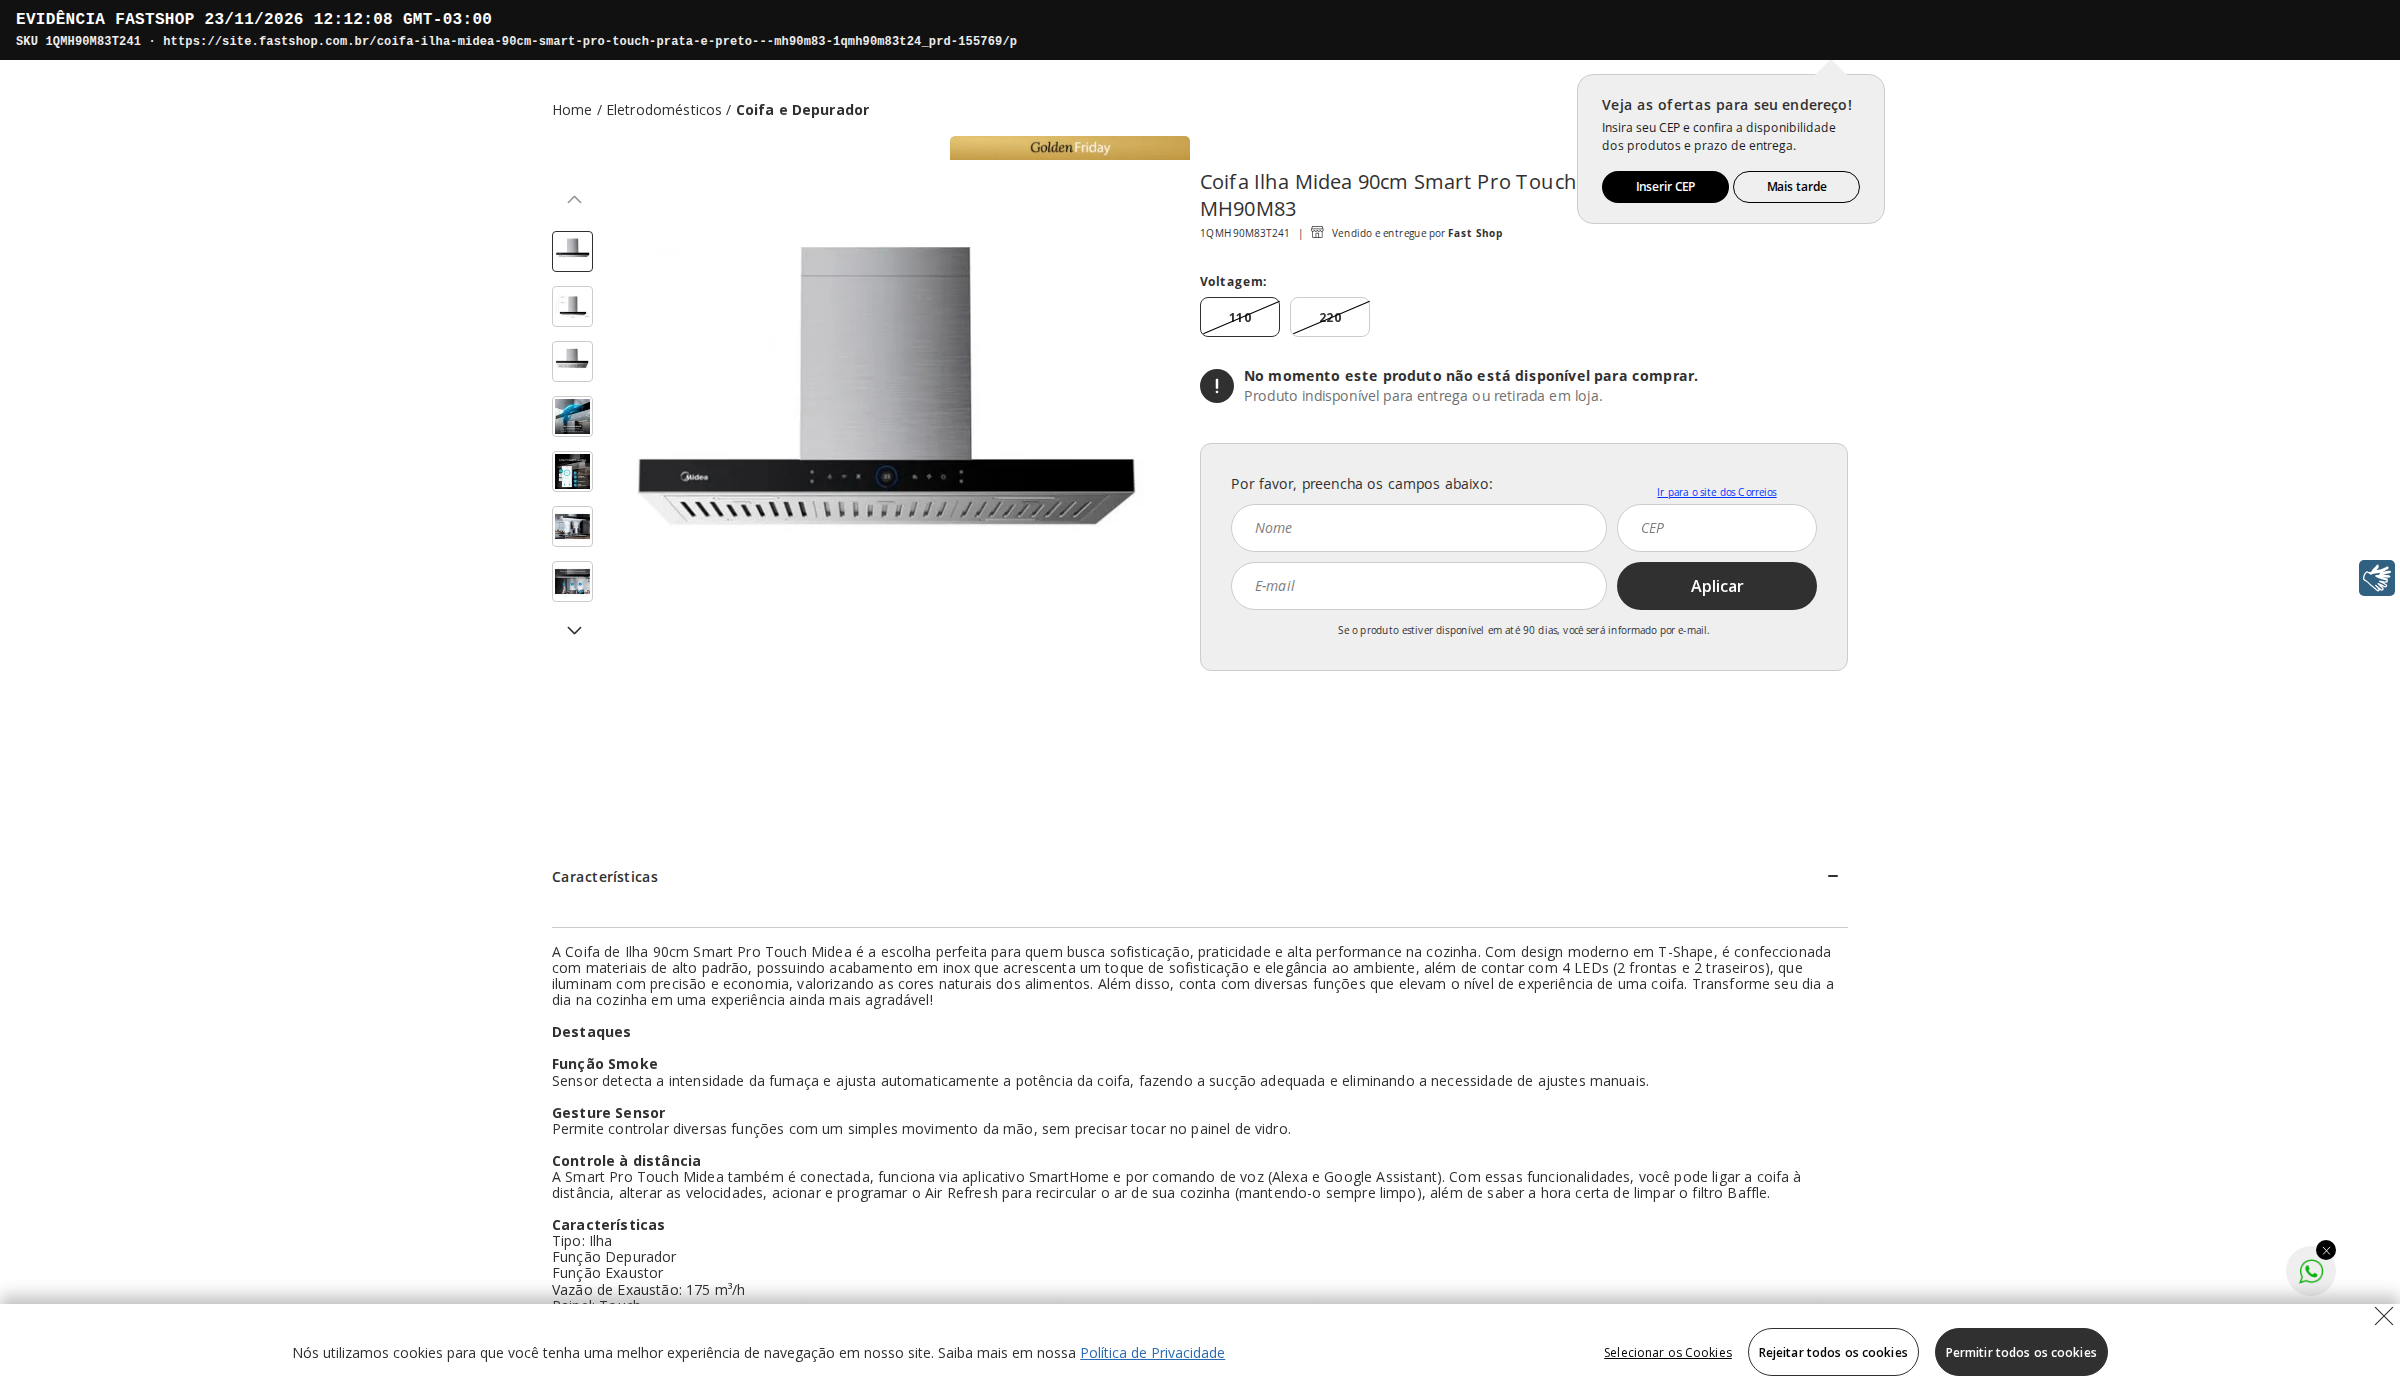 EVIDÊNCIA FASTSHOP 23/11/2026 12:12:08 GMT-03:00
SKU 1QMH90M83T241 · https://site.fastshop.com.br/coifa-ilha-midea-90cm-smart-pro-touch-prata-e-preto---mh90m83-1qmh90m83t24_prd-155769/p
Veja as ofertas para seu endereço!
Insira seu CEP e confira a disponibilidade
dos produtos e prazo de entrega.
Inserir CEP
Mais tarde
Home / Eletrodomésticos / Coifa e Depurador
Golden Friday
Coifa Ilha Midea 90cm Smart Pro Touch
MH90M83
1QMH90M83T241 | Vendido e entregue por Fast Shop
Voltagem:
110
220
No momento este produto não está disponível para comprar.
Produto indisponível para entrega ou retirada em loja.
Midea
Por favor, preencha os campos abaixo:
Ir para o site dos Correios
Nome
CEP
E-mail
Aplicar
Se o produto estiver disponível em até 90 dias, você será informado por e-mail.
Características
A Coifa de Ilha 90cm Smart Pro Touch Midea é a escolha perfeita para quem busca sofisticação, praticidade e alta performance na cozinha. Com design moderno em T-Shape, é confeccionada
com materiais de alto padrão, possuindo acabamento em inox que acrescenta um toque de sofisticação e elegância ao ambiente, além de contar com 4 LEDs (2 frontas e 2 traseiros), que
iluminam com precisão e economia, valorizando as cores naturais dos alimentos. Além disso, conta com diversas funções que elevam o nível de experiência de uma coifa. Transforme seu dia a
dia na cozinha em uma experiência ainda mais agradável!
Destaques
Função Smoke
Sensor detecta a intensidade da fumaça e ajusta automaticamente a potência da coifa, fazendo a sucção adequada e eliminando a necessidade de ajustes manuais.
Gesture Sensor
Permite controlar diversas funções com um simples movimento da mão, sem precisar tocar no painel de vidro.
Controle à distância
A Smart Pro Touch Midea também é conectada, funciona via aplicativo SmartHome e por comando de voz (Alexa e Google Assistant). Com essas funcionalidades, você pode ligar a coifa à
distância, alterar as velocidades, acionar e programar o Air Refresh para recircular o ar de sua cozinha (mantendo-o sempre limpo), além de saber a hora certa de limpar o filtro Baffle.
Características
Tipo: Ilha
Função Depurador
Função Exaustor
Vazão de Exaustão: 175 m³/h
Painel: Touch
Nós utilizamos cookies para que você tenha uma melhor experiência de navegação em nosso site. Saiba mais em nossa Política de Privacidade
Selecionar os Cookies
Rejeitar todos os cookies
Permitir todos os cookies